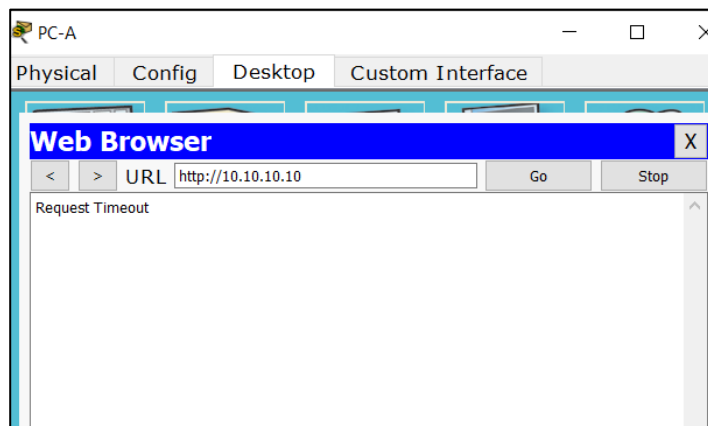 PC-A
Physical Config Desktop Custom Interface
Web Browser X
< > URL http://10.10.10.10 Go Stop
Request Timeout